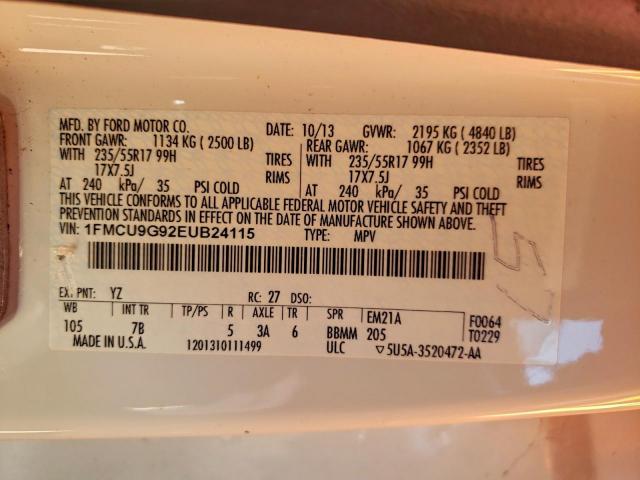 MFD. BY FORD MOTOR CO. DATE: 10/13 GVWR: 2195 KG ( 4840 LB)
FRONT GAWR: 1134 KG ( 2500 LB) REAR GAWR: 1067 KG ( 2352 LB)
WITH 235/55R17 99H TIRES WITH 235/55R17 99H TIRES
17X7.5J RIMS 17X7.5J RIMS
AT 240 kPa/ 35 PSI COLD AT 240 kPa/ 35 PSI COLD
THIS VEHICLE CONFORMS TO ALL APPLICABLE FEDERAL MOTOR VEHICLE SAFETY AND THEFT
PREVENTION STANDARDS IN EFFECT ON THE DATE OF MANUFACTURE SHOWN ABOVE.
VIN: 1FMCU9G92EUB24115 TYPE: MPV
51
EXT. PNT: YZ RC: 27 DSO:
WB INT TR TP/PS R AXLE TR SPR EM21A F0064
105 7B 5 3A 6 BBMM 205 T0229
MADE IN U.S.A. 1201310111499 ULC ▽5U5A-3520472-AA